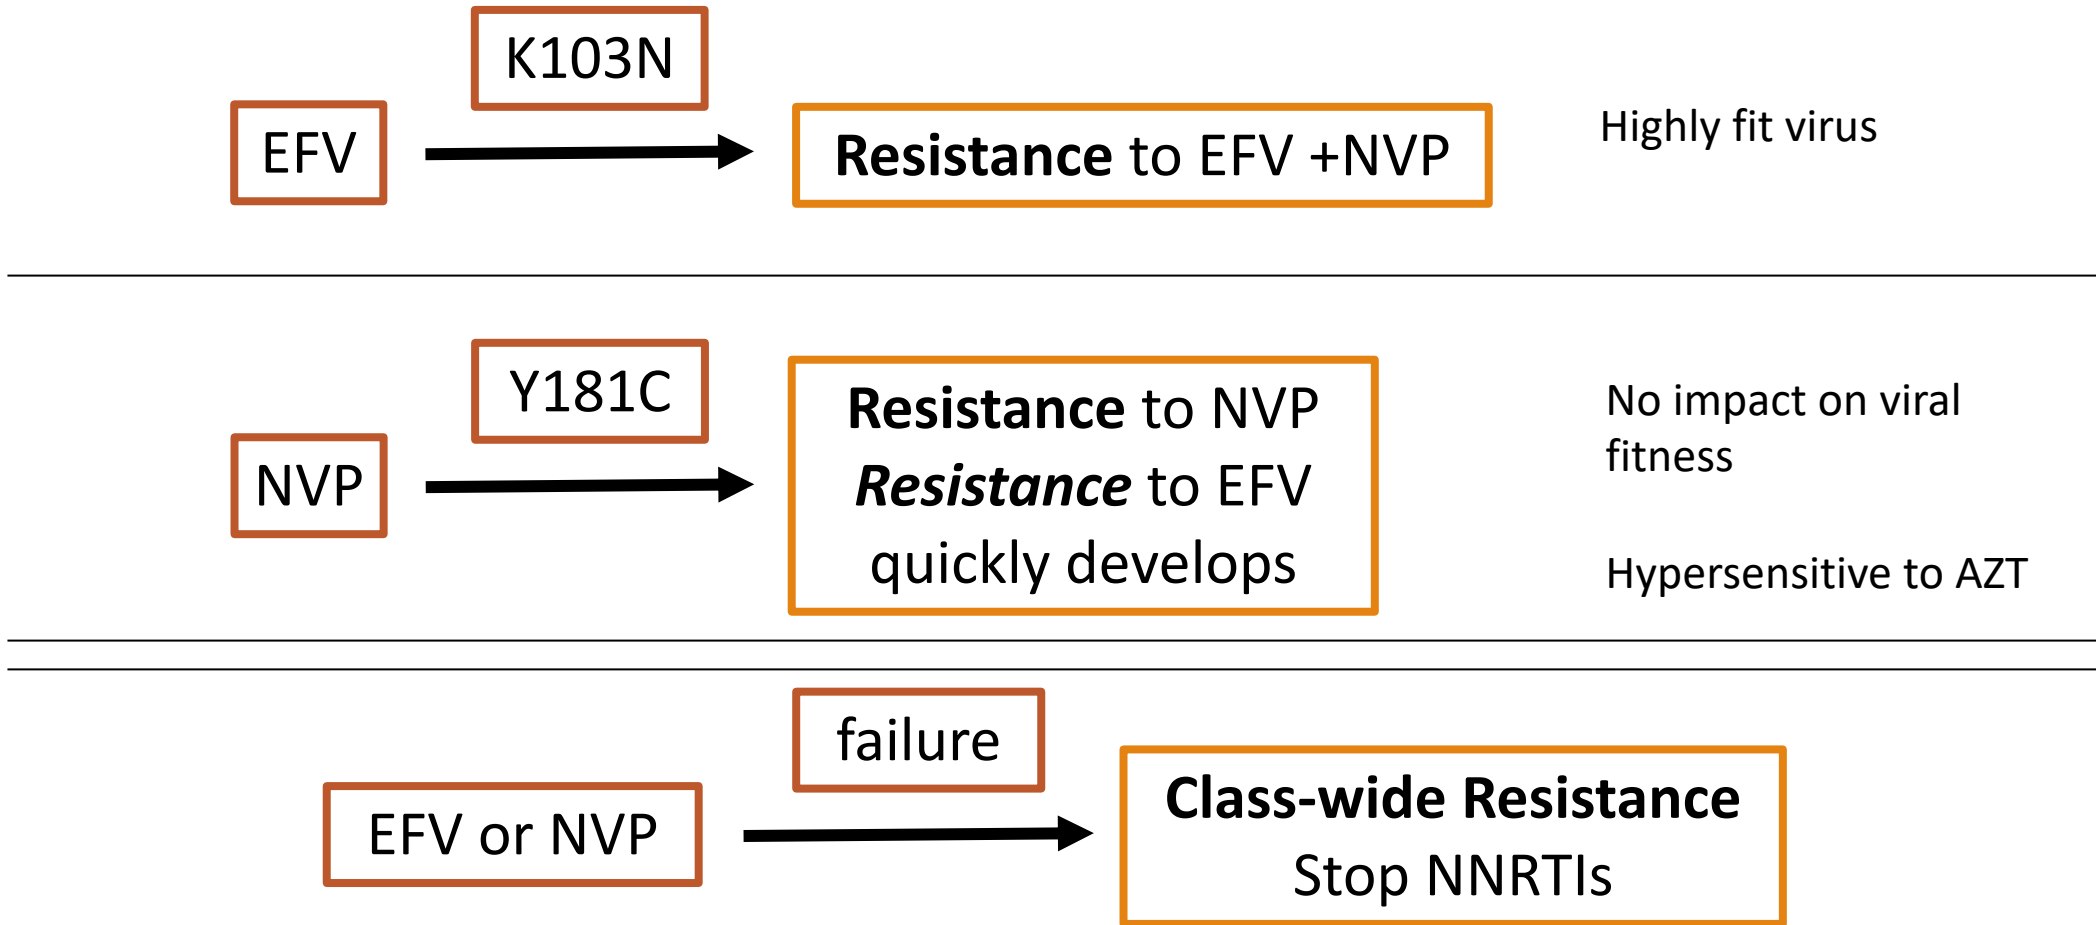 K103N
EFV
Resistance to EFV +NVP
Highly fit virus
Y181C
NVP
Resistance to NVP
Resistance to EFV
quickly develops
No impact on viral
fitness
Hypersensitive to AZT
failure
EFV or NVP
Class-wide Resistance
Stop NNRTIs